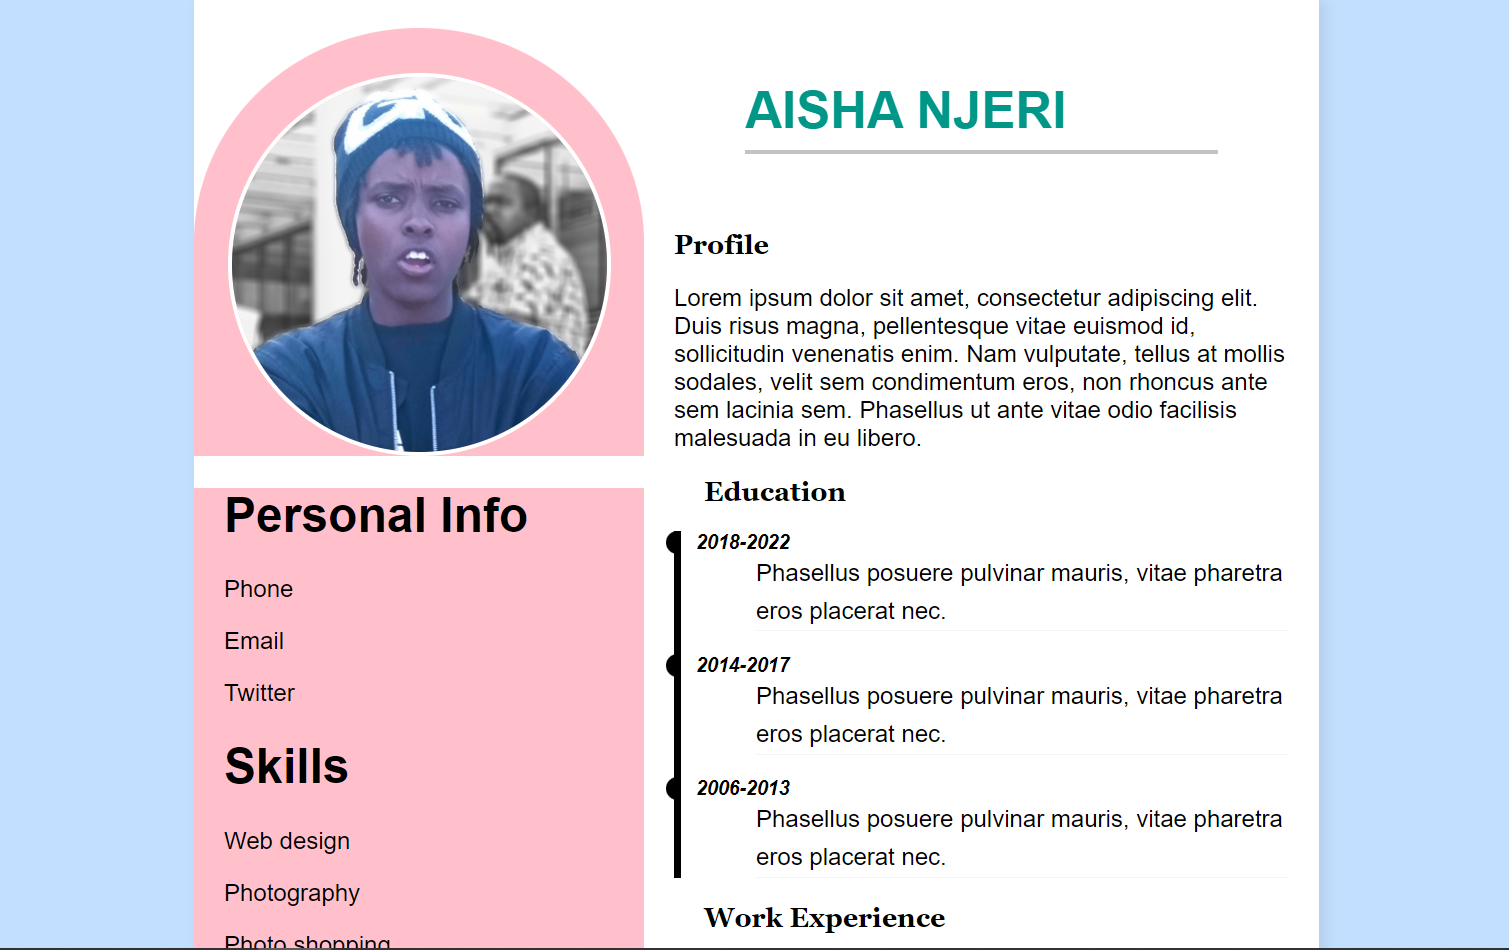 AISHA NJERI
Profile
Lorem ipsum dolor sit amet, consectetur adipiscing elit.
Duis risus magna, pellentesque vitae euismod id,
sollicitudin venenatis enim. Nam vulputate, tellus at mollis
sodales, velit sem condimentum eros, non rhoncus ante
sem lacinia sem. Phasellus ut ante vitae odio facilisis
malesuada in eu libero.
Education
2018-2022
Phasellus posuere pulvinar mauris, vitae pharetra
eros placerat nec.
2014-2017
Phasellus posuere pulvinar mauris, vitae pharetra
eros placerat nec.
2006-2013
Phasellus posuere pulvinar mauris, vitae pharetra
eros placerat nec.
Work Experience
Personal Info
Phone
Email
Twitter
Skills
Web design
Photography
Photo shopping